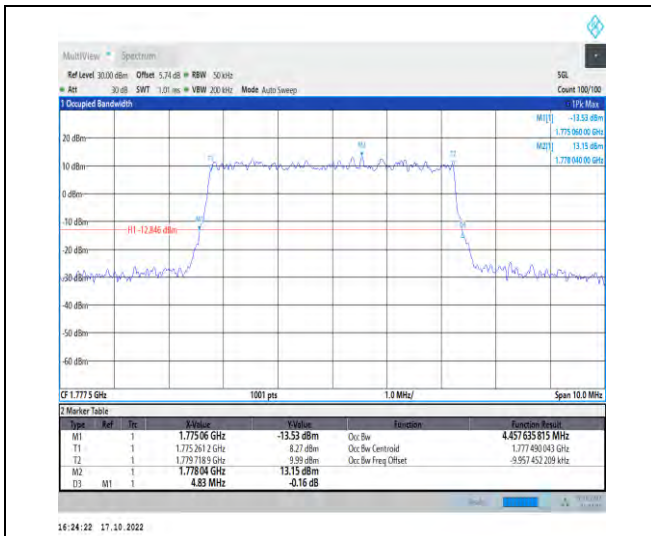 MultiView Spectrum
Ref Level 30.00 dBm Offset 5.74 dB RBW 50 kHz SGL
Att 30 dB SWT 1.01 ms VBW 200 kHz Mode Auto Sweep Count 100/100
1 Occupied Bandwidth 1Pk Max
M1[1] -13.53 dBm
1.775 060 00 GHz
M2[1] 13.15 dBm
1.778 040 00 GHz
20 dBm
M2
T1 T2
10 dBm
0 dBm
-10 dBm
M1
H1 -12.846 dBm
-20 dBm
-30 dBm
-40 dBm
-50 dBm
-60 dBm
CF 1.777 5 GHz 1001 pts 1.0 MHz/ Span 10.0 MHz
2 Marker Table
Type Ref Trc X-Value Y-Value Function Function Result
M1 1 1.775 06 GHz -13.53 dBm Occ Bw 4.457 635 815 MHz
T1 1 1.775 261 2 GHz 8.27 dBm Occ Bw Centroid 1.777 490 043 GHz
T2 1 1.779 718 9 GHz 9.99 dBm Occ Bw Freq Offset -9.957 452 209 kHz
M2 1 1.778 04 GHz 13.15 dBm
D3 M1 1 4.83 MHz -0.16 dB
16:24:22 17.10.2022